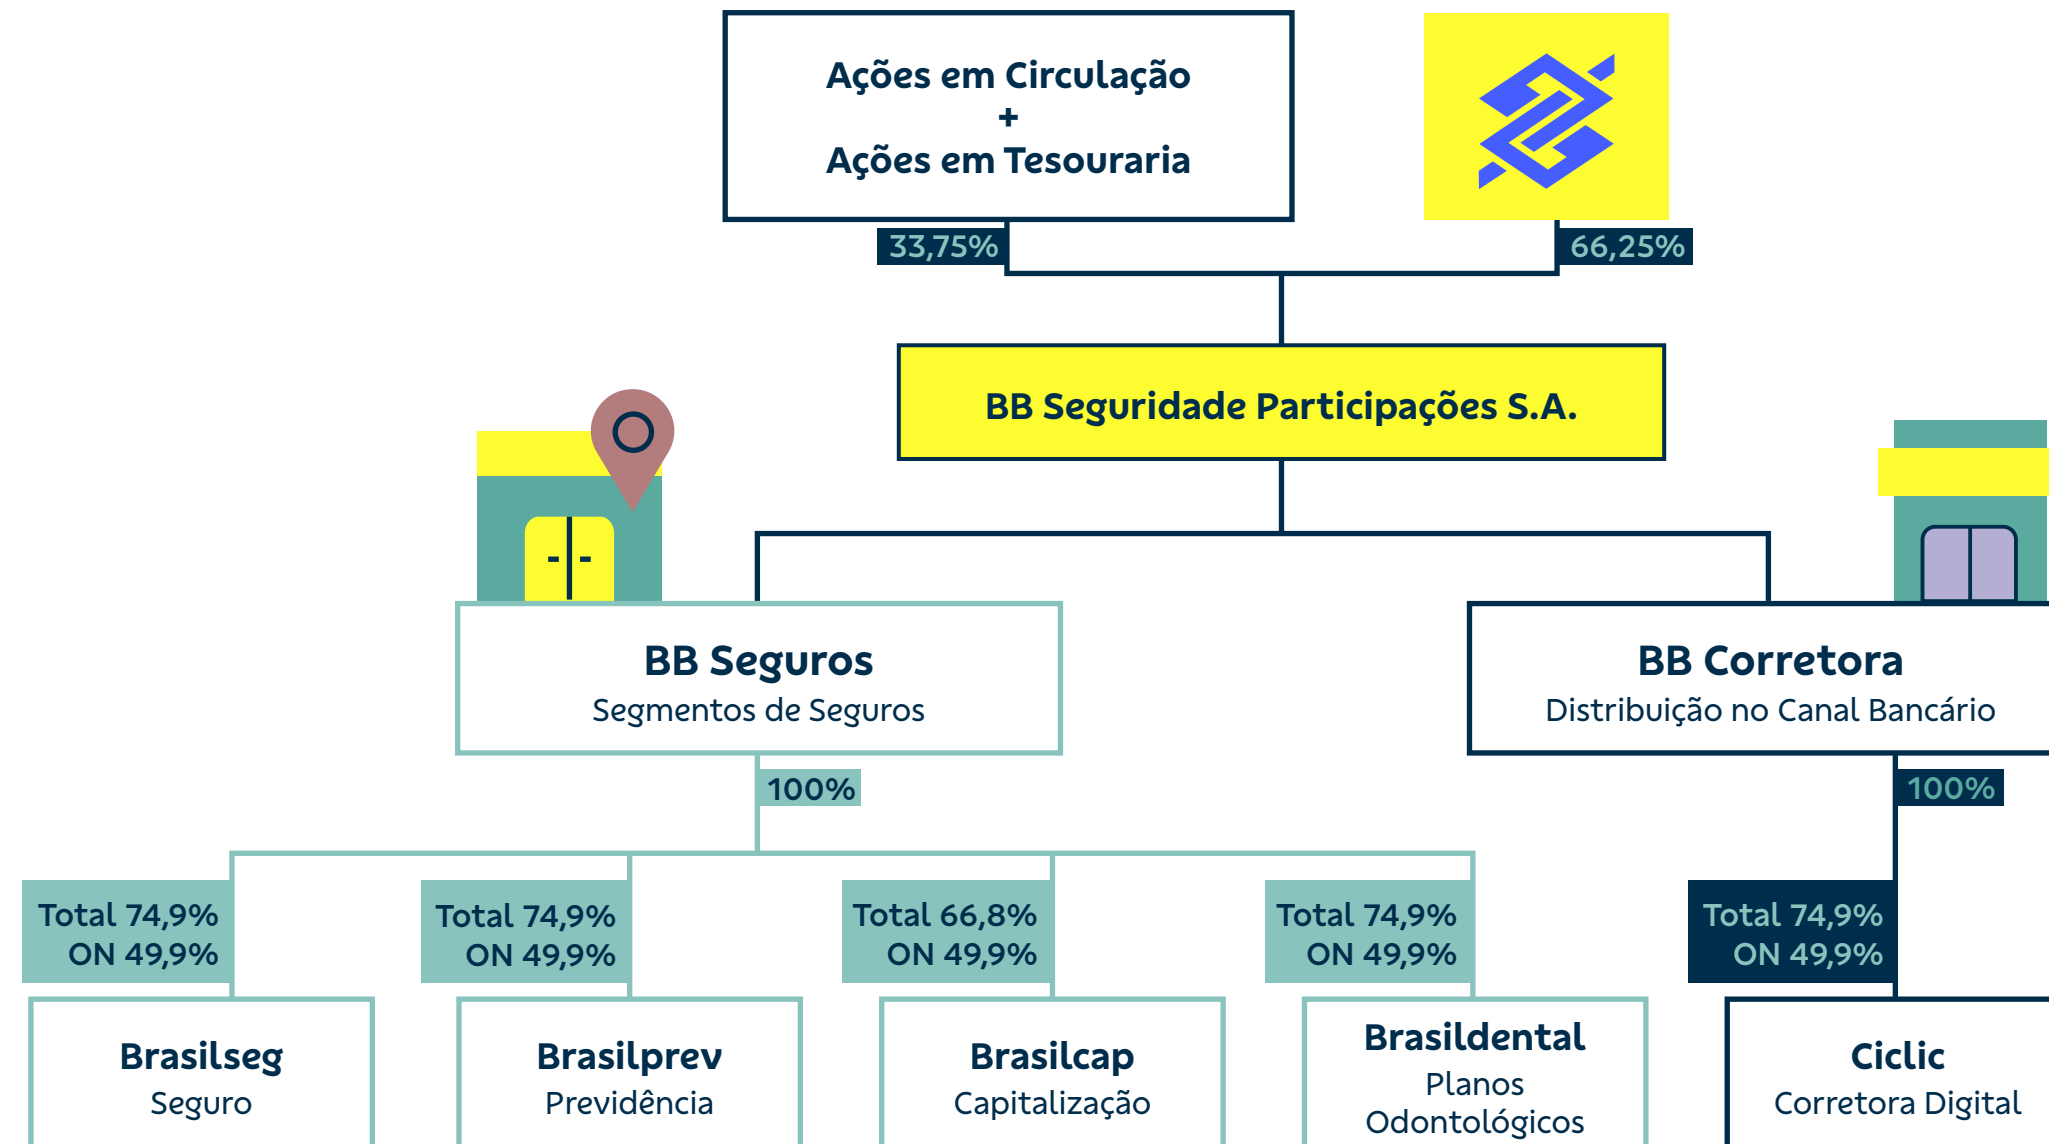 Ações em Circulação
+
Ações em Tesouraria
33,75%
66,25%
BB Seguridade Participações S.A.
BB Seguros
Segmentos de Seguros
BB Corretora
Distribuição no Canal Bancário
100%
100%
Total 74,9%
ON 49,9%
Total 74,9%
ON 49,9%
Total 66,8%
ON 49,9%
Total 74,9%
ON 49,9%
Total 74,9%
ON 49,9%
Brasilseg
Seguro
Brasilprev
Previdência
Brasilcap
Capitalização
Brasildental
Planos
Odontológicos
Ciclic
Corretora Digital